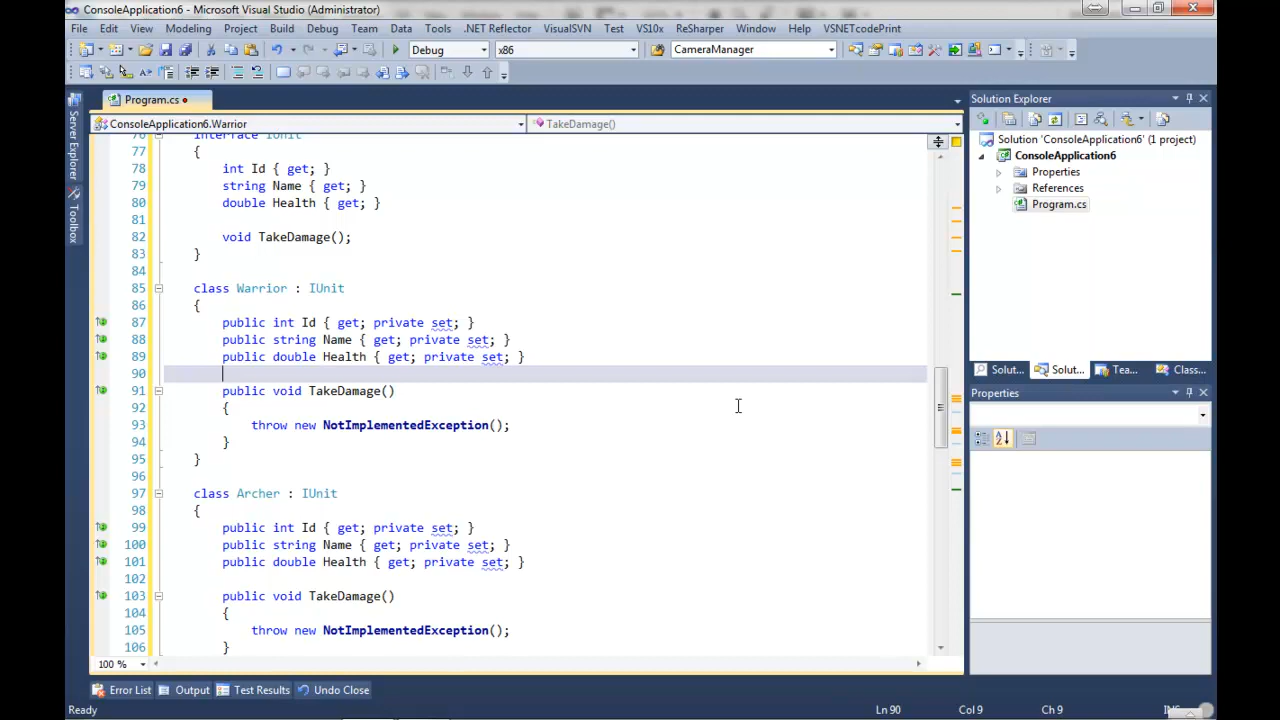 ConsoleApplication6 - Microsoft Visual Studio (Administrator)
File Edit View Modeling Project Build Debug Team Data Tools .NET Reflector VisualSVN Test VS10x ReSharper Window Help VSNETcodePrint
Debug x86 CameraManager
Program.cs
ConsoleApplication6.Warrior TakeDamage()
76 interface IUnit
77 {
78 int Id { get; }
79 string Name { get; }
80 double Health { get; }
81
82 void TakeDamage();
83 }
84
85 class Warrior : IUnit
86 {
87 public int Id { get; private set; }
88 public string Name { get; private set; }
89 public double Health { get; private set; }
90
91 public void TakeDamage()
92 {
93 throw new NotImplementedException();
94 }
95 }
96
97 class Archer : IUnit
98 {
99 public int Id { get; private set; }
100 public string Name { get; private set; }
101 public double Health { get; private set; }
102
103 public void TakeDamage()
104 {
105 throw new NotImplementedException();
106 }
100 %
Server Explorer
Toolbox
Solution Explorer
Solution 'ConsoleApplication6' (1 project)
ConsoleApplication6
Properties
References
Program.cs
Solut... Solut... Tea... Class...
Properties
Error List Output Test Results Undo Close
Ready Ln 90 Col 9 Ch 9 INS